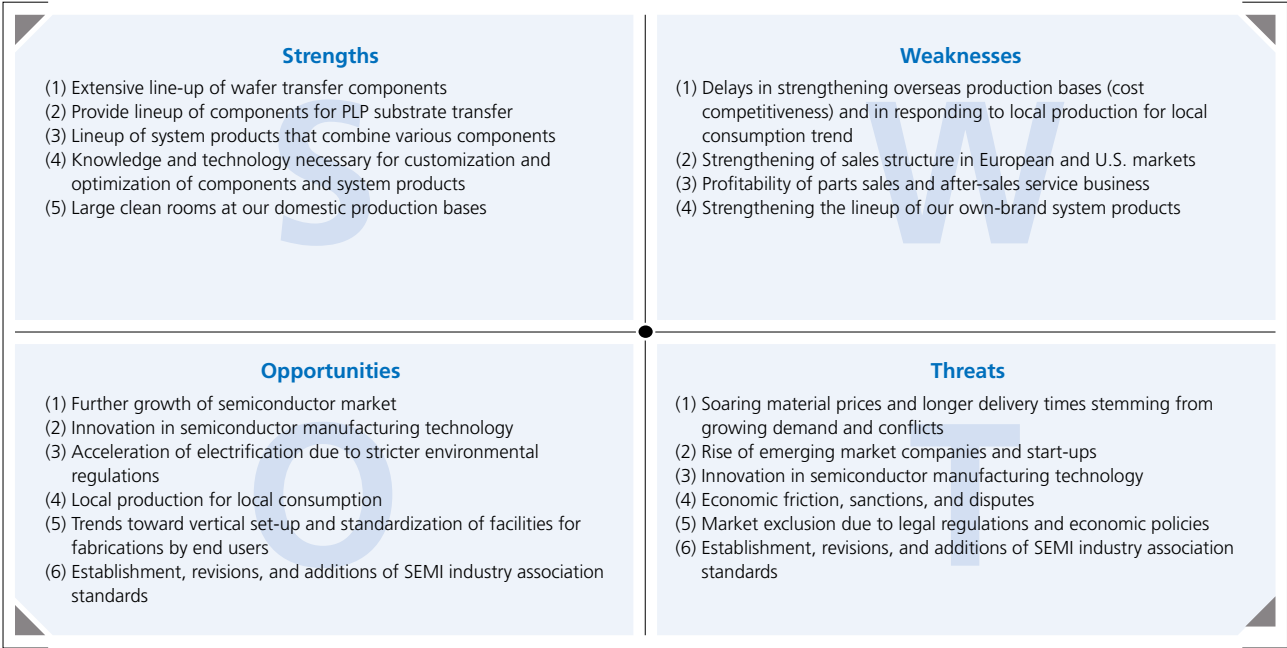 Strengths
(1) Extensive line-up of wafer transfer components
(2) Provide lineup of components for PLP substrate transfer
(3) Lineup of system products that combine various components
(4) Knowledge and technology necessary for customization and
optimization of components and system products
(5) Large clean rooms at our domestic production bases
S
Weaknesses
(1) Delays in strengthening overseas production bases (cost
competitiveness) and in responding to local production for local
consumption trend
(2) Strengthening of sales structure in European and U.S. markets
(3) Profitability of parts sales and after-sales service business
(4) Strengthening the lineup of our own-brand system products
W
Opportunities
(1) Further growth of semiconductor market
(2) Innovation in semiconductor manufacturing technology
(3) Acceleration of electrification due to stricter environmental
regulations
(4) Local production for local consumption
(5) Trends toward vertical set-up and standardization of facilities for
fabrications by end users
(6) Establishment, revisions, and additions of SEMI industry association
standards
O
Threats
(1) Soaring material prices and longer delivery times stemming from
growing demand and conflicts
(2) Rise of emerging market companies and start-ups
(3) Innovation in semiconductor manufacturing technology
(4) Economic friction, sanctions, and disputes
(5) Market exclusion due to legal regulations and economic policies
(6) Establishment, revisions, and additions of SEMI industry association
standards
T